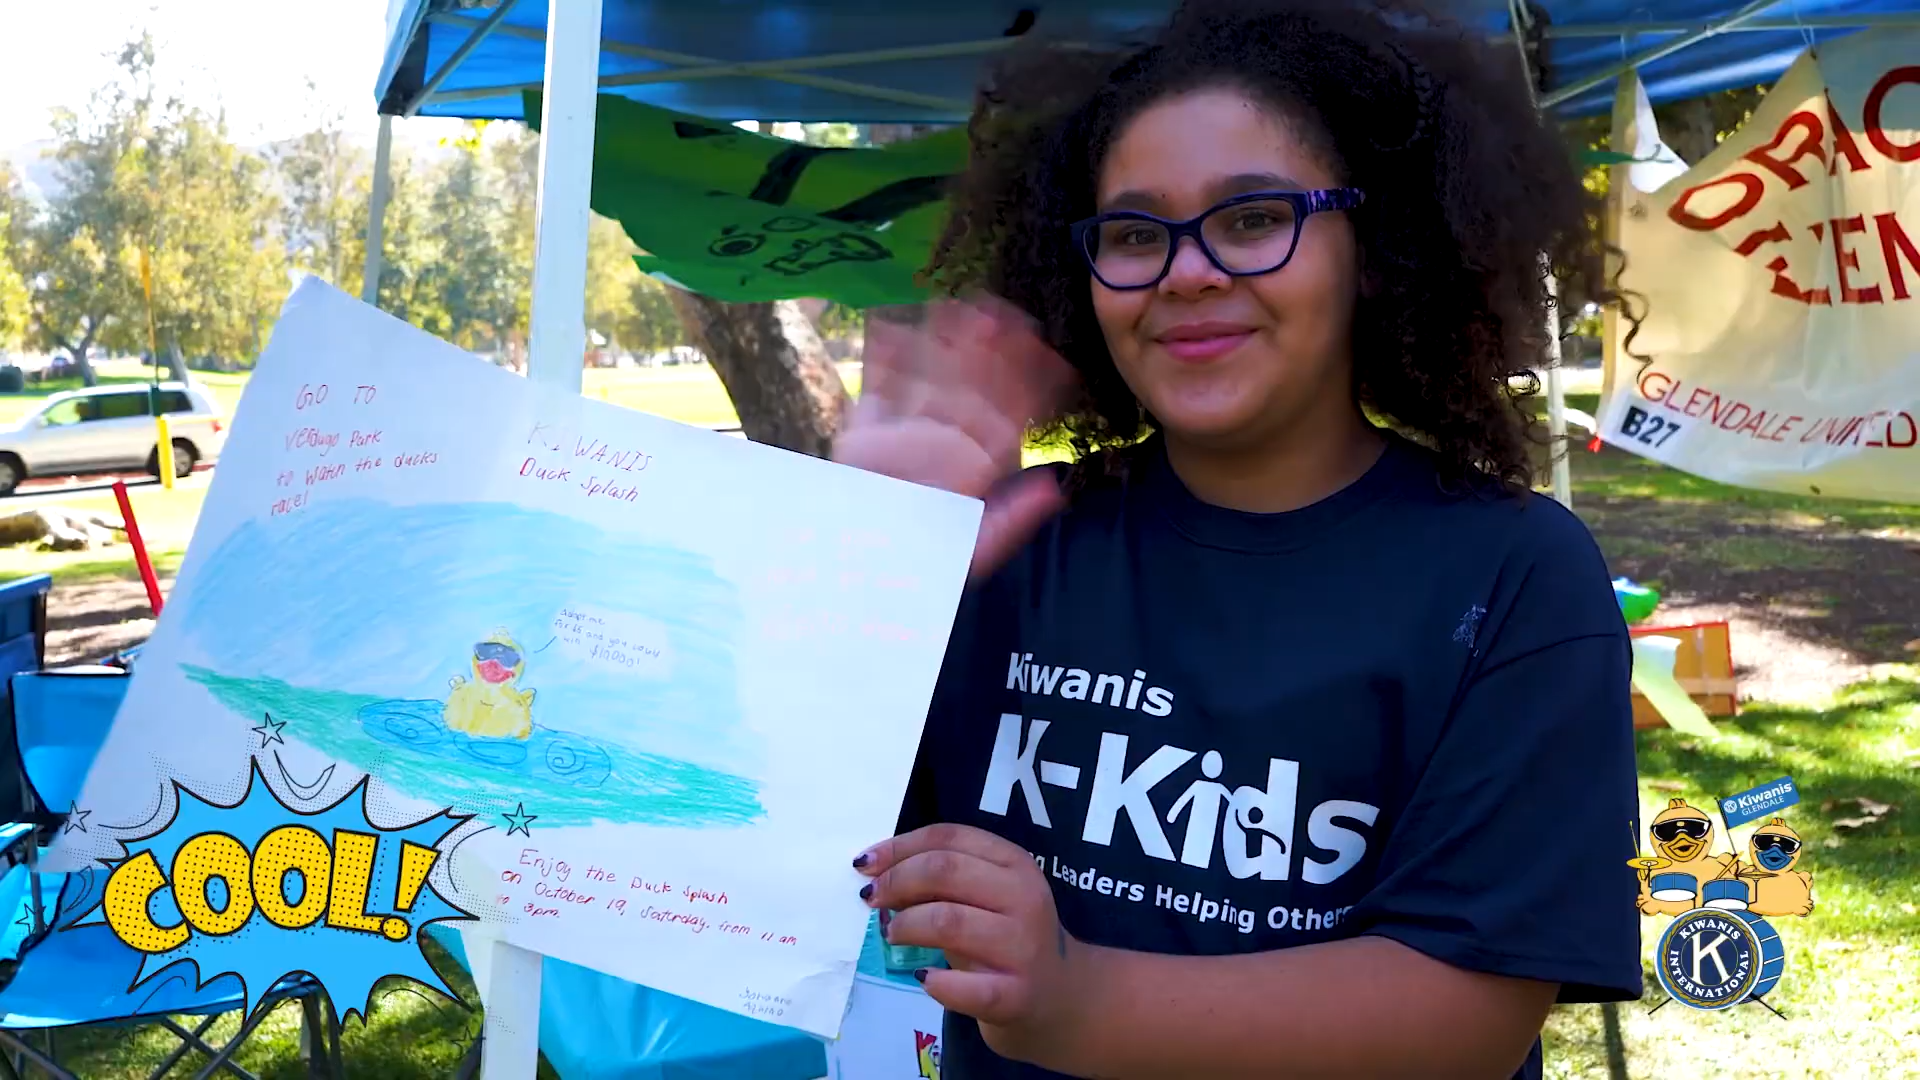 GO TO
Verdugo Park
to watch the ducks
race!
KIWANIS
Duck Splash
Adopt me
for $5 and you could
win $10,000!
Enjoy the Duck Splash
on October 19, Saturday, from 11 am
to 3pm.
COOL!
Kiwanis
K-Kids
Leaders Helping Others
GLENDALE UNITED
B27
Kiwanis
GLENDALE
KIWANIS
K
INTERNATIONAL